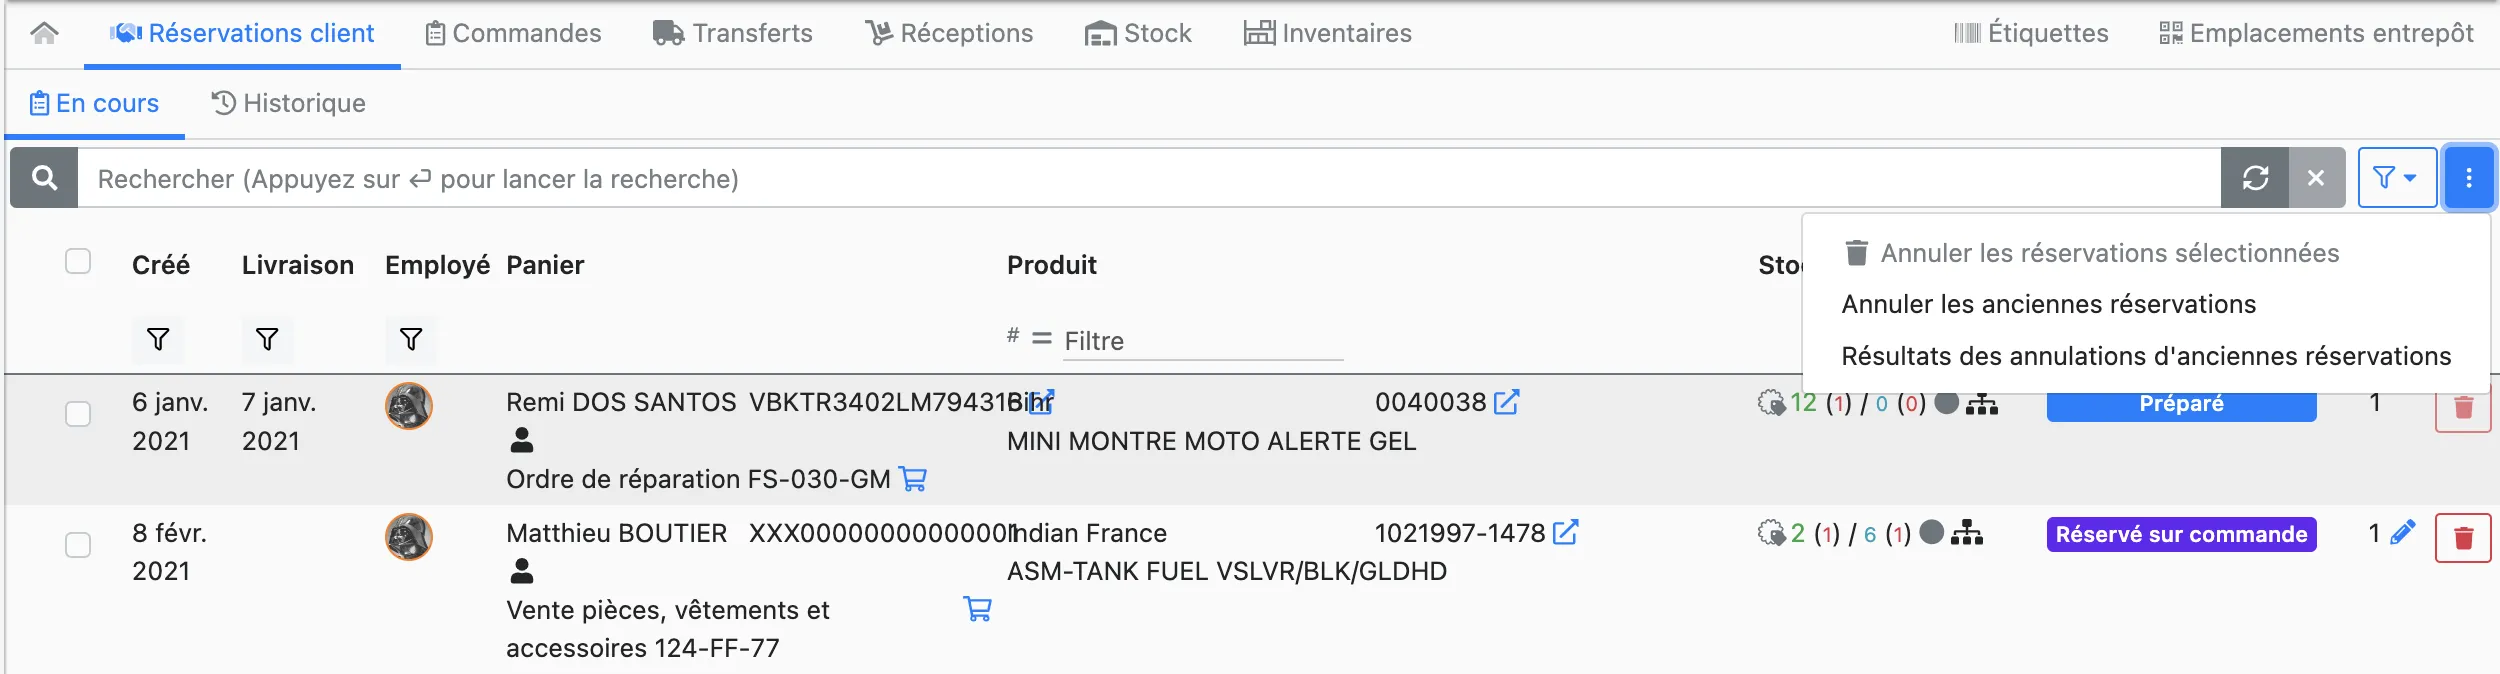 Réservations client Commandes Transferts Réceptions Stock Inventaires Étiquettes Emplacements entrepôt
En cours Historique
Rechercher (Appuyez sur ↵ pour lancer la recherche)
Annuler les réservations sélectionnées
Annuler les anciennes réservations
Résultats des annulations d'anciennes réservations
Créé Livraison Employé Panier Produit Sto
# = Filtre
6 janv. 7 janv. Remi DOS SANTOS Bihr 0040038 12 (1) / 0 (0) Préparé 1
2021 2021 MINI MONTRE MOTO ALERTE GEL
Ordre de réparation FS-030-GM
8 févr. Matthieu BOUTIER Indian France 1021997-1478 2 (1) / 6 (1) Réservé sur commande 1
2021 ASM-TANK FUEL VSLVR/BLK/GLDHD
Vente pièces, vêtements et
accessoires 124-FF-77